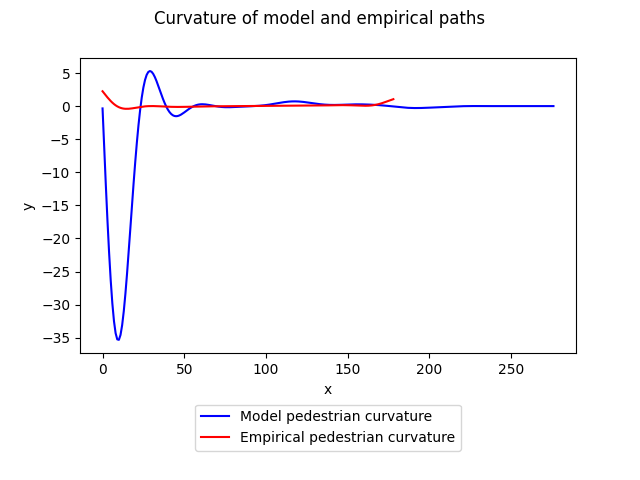 Curvature of model and empirical paths
5
0
−5
−10
−15
−20
−25
−30
−35
y
0 50 100 150 200 250
x
Model pedestrian curvature
Empirical pedestrian curvature